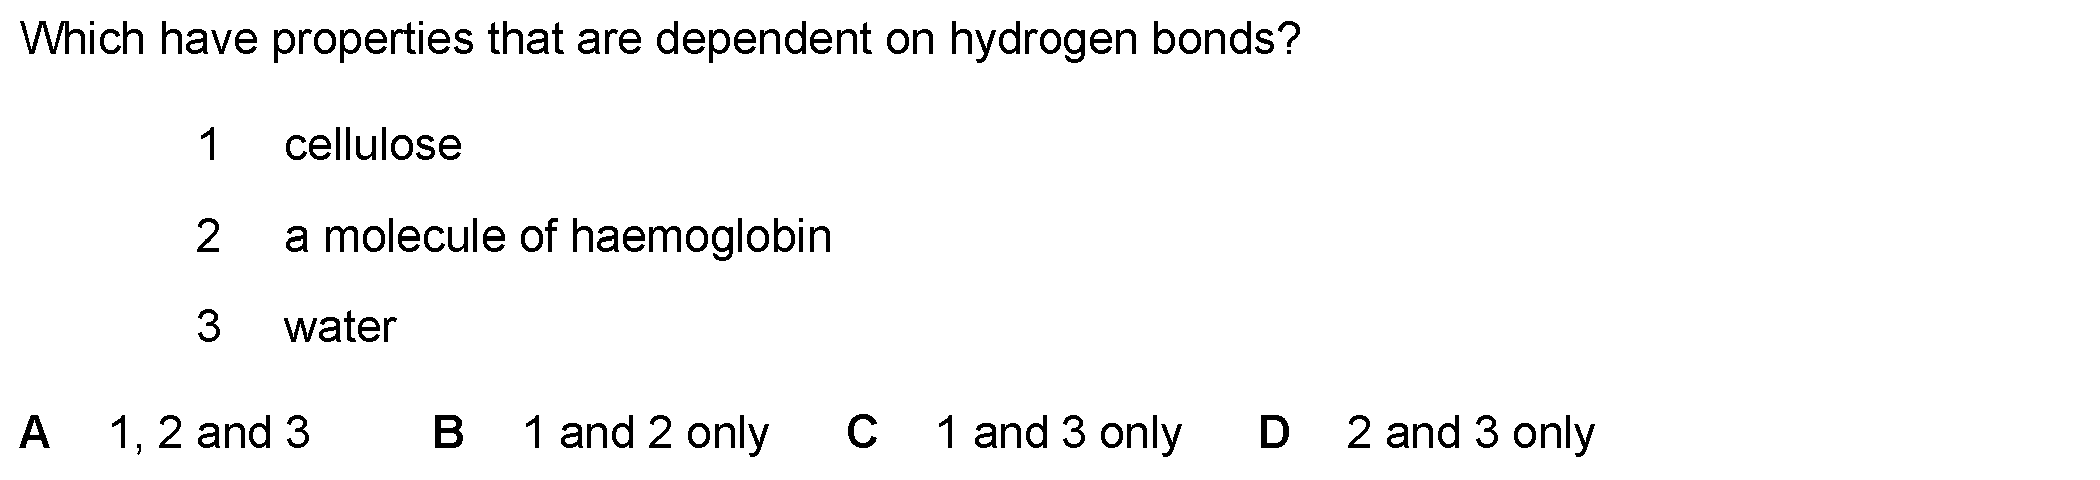 Which have properties that are dependent on hydrogen bonds?
1 cellulose
2 a molecule of haemoglobin
3 water
A 1, 2 and 3 B 1 and 2 only C 1 and 3 only D 2 and 3 only